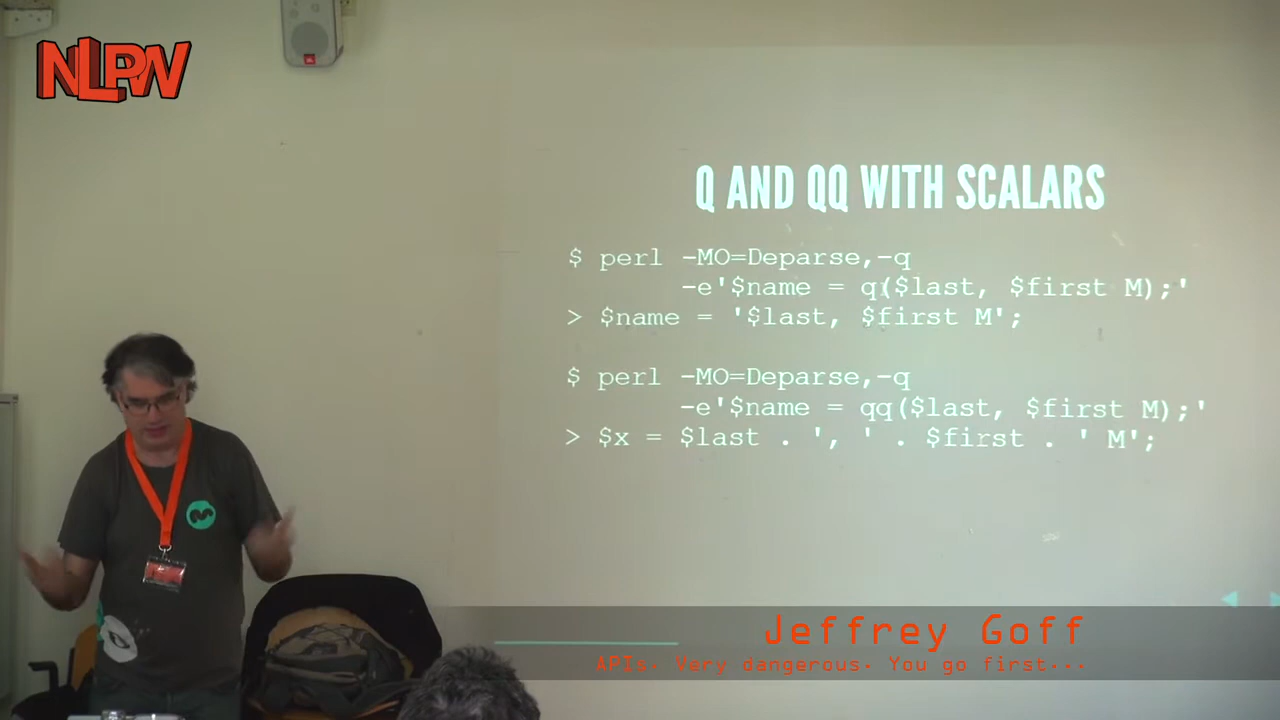 NLPW
Q AND QQ WITH SCALARS
$ perl -MO=Deparse,-q
-e'$name = q($last, $first M);'
> $name = '$last, $first M';
$ perl -MO=Deparse,-q
-e'$name = qq($last, $first M);'
> $x = $last . ', ' . $first . ' M';
Jeffrey Goff
APIs. Very dangerous. You go first...